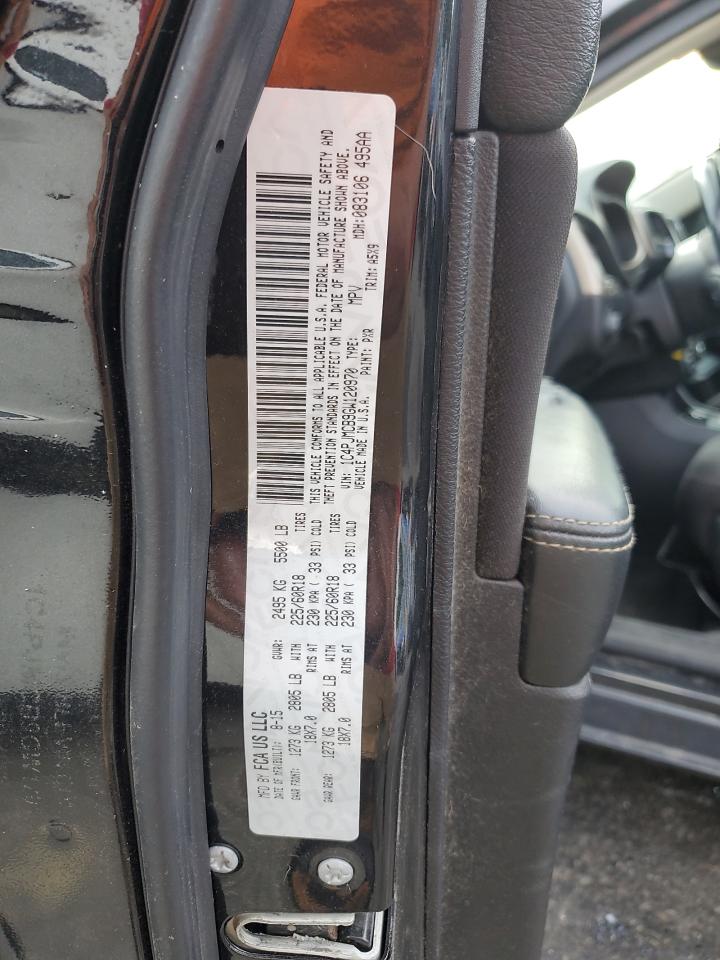 MFD BY FCA US LLC
DATE OF MFR(BUILT): 8-15 GVWR: 2495 KG 5500 LB
GAWR FRONT: 1273 KG 2805 LB WITH 225/60R18 TIRES
18X7.0 RIMS AT 230 KPA ( 33 PSI) COLD
GAWR REAR: 1273 KG 2805 LB WITH 225/60R18 TIRES
18X7.0 RIMS AT 230 KPA ( 33 PSI) COLD
THIS VEHICLE CONFORMS TO ALL APPLICABLE U.S.A. FEDERAL MOTOR VEHICLE SAFETY AND
THEFT PREVENTION STANDARDS IN EFFECT ON THE DATE OF MANUFACTURE SHOWN ABOVE.
VIN: 1C4PJMCB9GW120970 TYPE: MPV MDH:083106 495AA
VEHICLE MADE IN U.S.A. PAINT: PXR TRIM: A5X9